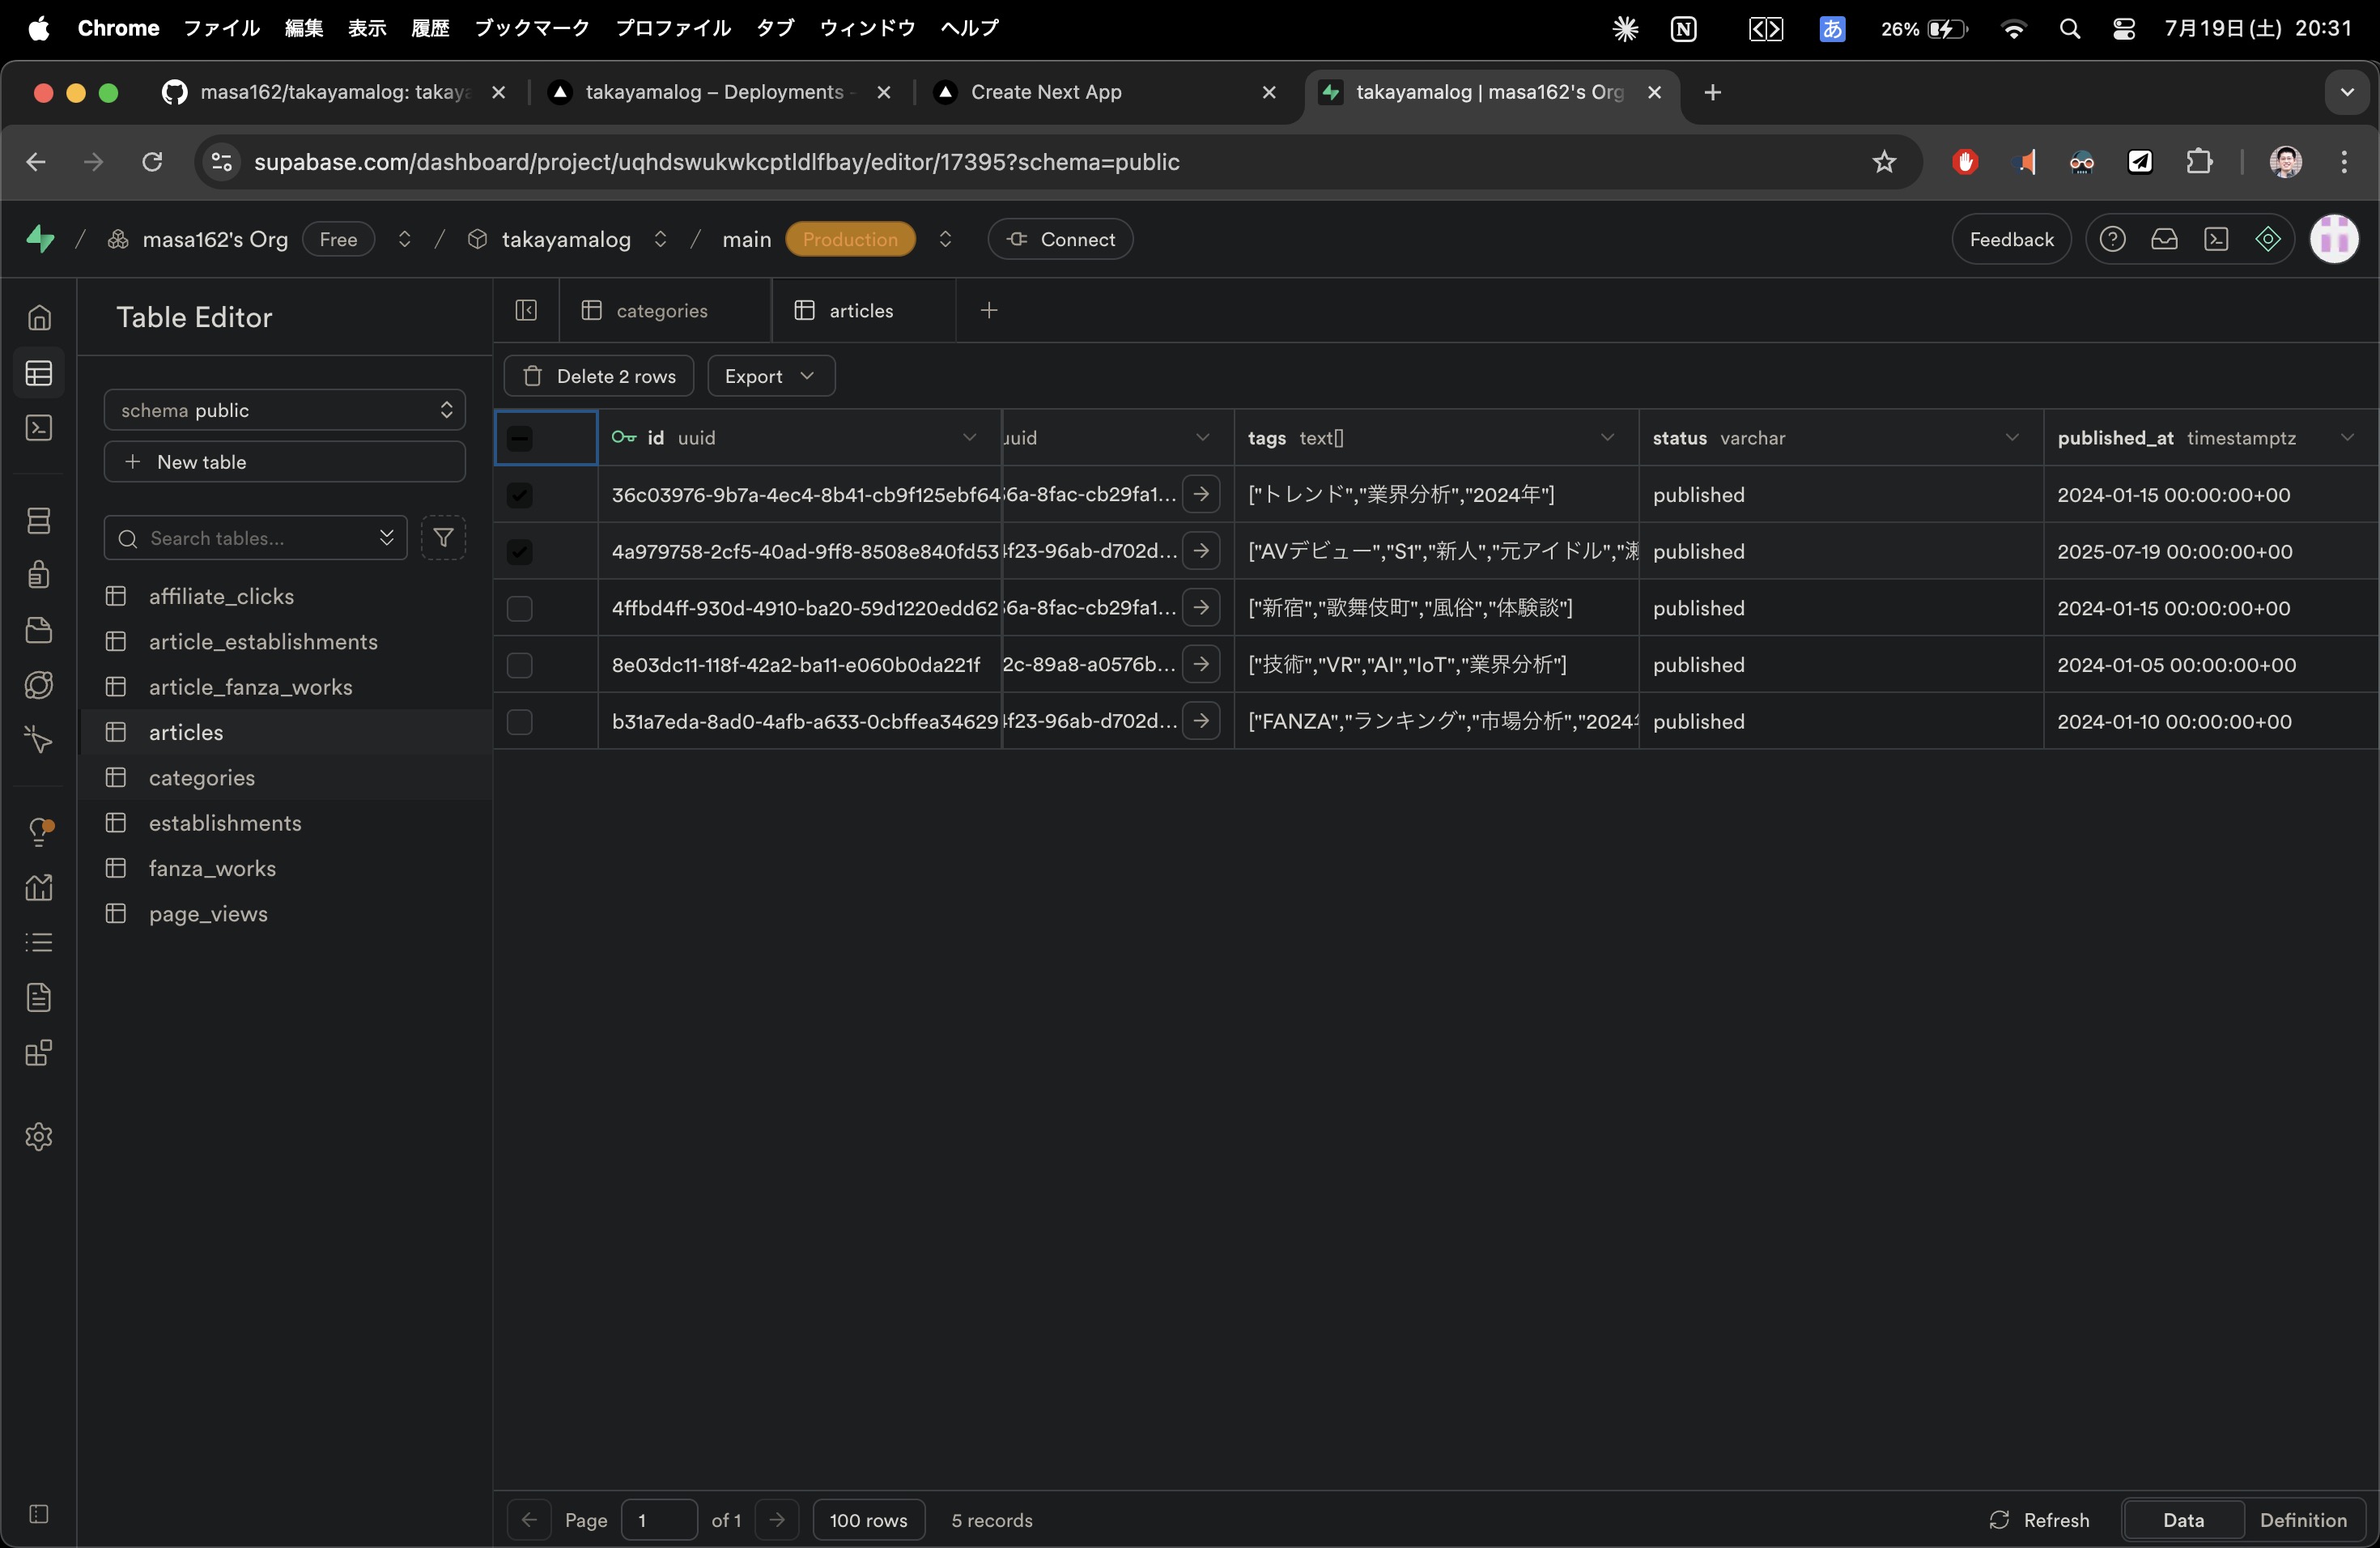 Chrome ファイル 編集 表示 履歴 ブックマーク プロファイル タブ ウィンドウ ヘルプ あ 26% 7月19日(土) 20:31
masa162/takayamalog: takaya takayamalog – Deployments - Create Next App takayamalog | masa162's Org
supabase.com/dashboard/project/uqhdswukwkcptldlfbay/editor/17395?schema=public
/ masa162's Org Free / takayamalog / main Production Connect Feedback
Table Editor
categories articles
Delete 2 rows Export
schema public
New table
Search tables...
affiliate_clicks
article_establishments
article_fanza_works
articles
categories
establishments
fanza_works
page_views
id uuid uuid tags text[] status varchar published_at timestamptz
36c03976-9b7a-4ec4-8b41-cb9f125ebf64 6a-8fac-cb29fa1... ["トレンド","業界分析","2024年"] published 2024-01-15 00:00:00+00
4a979758-2cf5-40ad-9ff8-8508e840fd53 f23-96ab-d702d... ["AVデビュー","S1","新人","元アイドル"," published 2025-07-19 00:00:00+00
4ffbd4ff-930d-4910-ba20-59d1220edd62 6a-8fac-cb29fa1... ["新宿","歌舞伎町","風俗","体験談"] published 2024-01-15 00:00:00+00
8e03dc11-118f-42a2-ba11-e060b0da221f 2c-89a8-a0576b... ["技術","VR","AI","IoT","業界分析"] published 2024-01-05 00:00:00+00
b31a7eda-8ad0-4afb-a633-0cbffea34629 f23-96ab-d702d... ["FANZA","ランキング","市場分析","2024 published 2024-01-10 00:00:00+00
Page 1 of 1 100 rows 5 records Refresh Data Definition